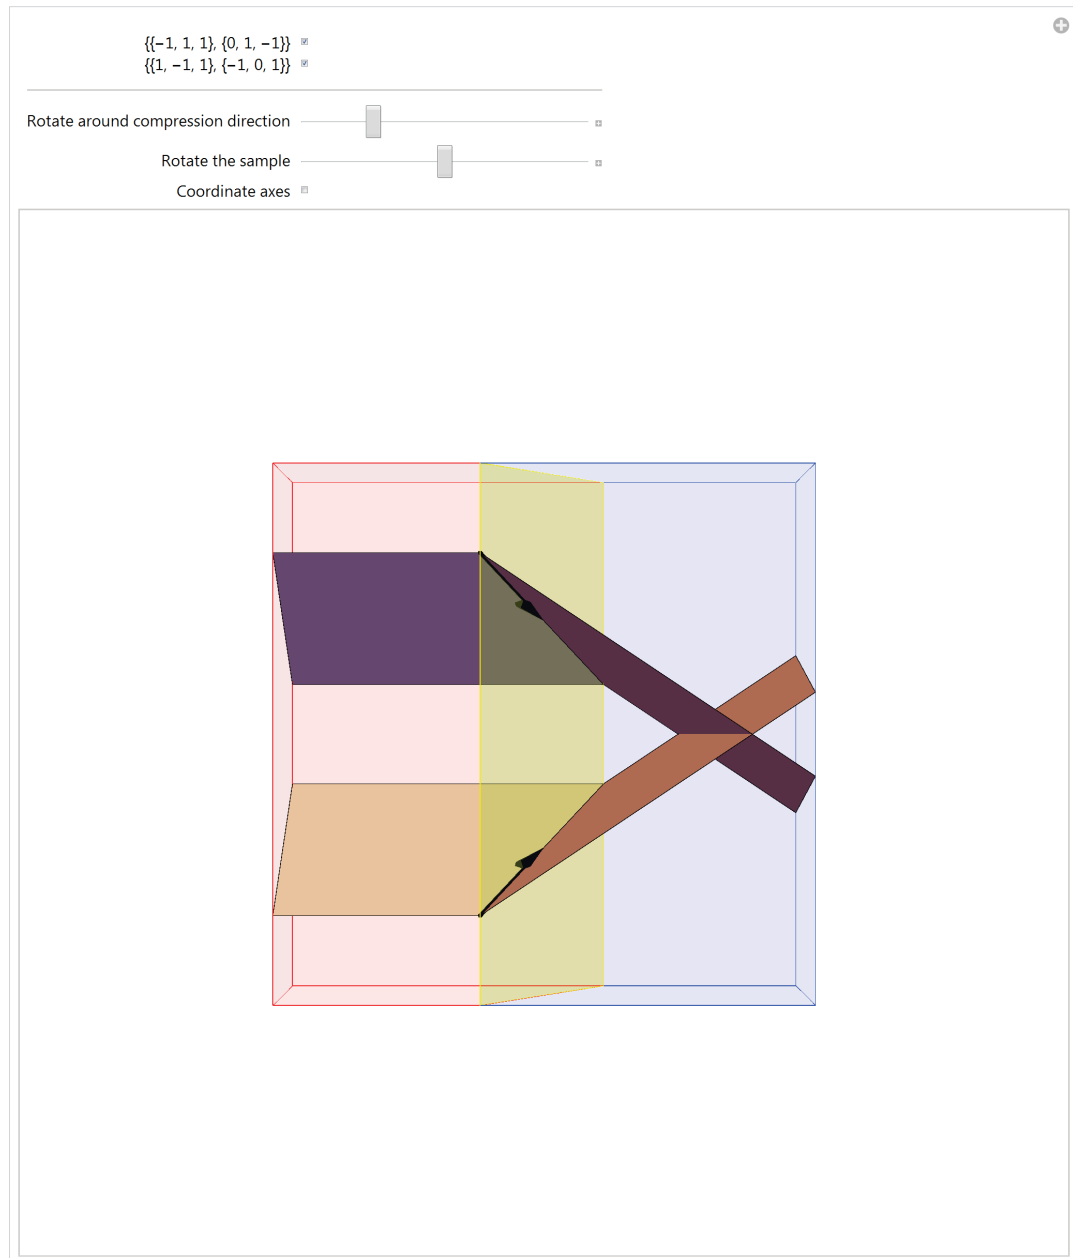 {{−1, 1, 1}, {0, 1, −1}}
{{1, −1, 1}, {−1, 0, 1}}
Rotate around compression direction
Rotate the sample
Coordinate axes